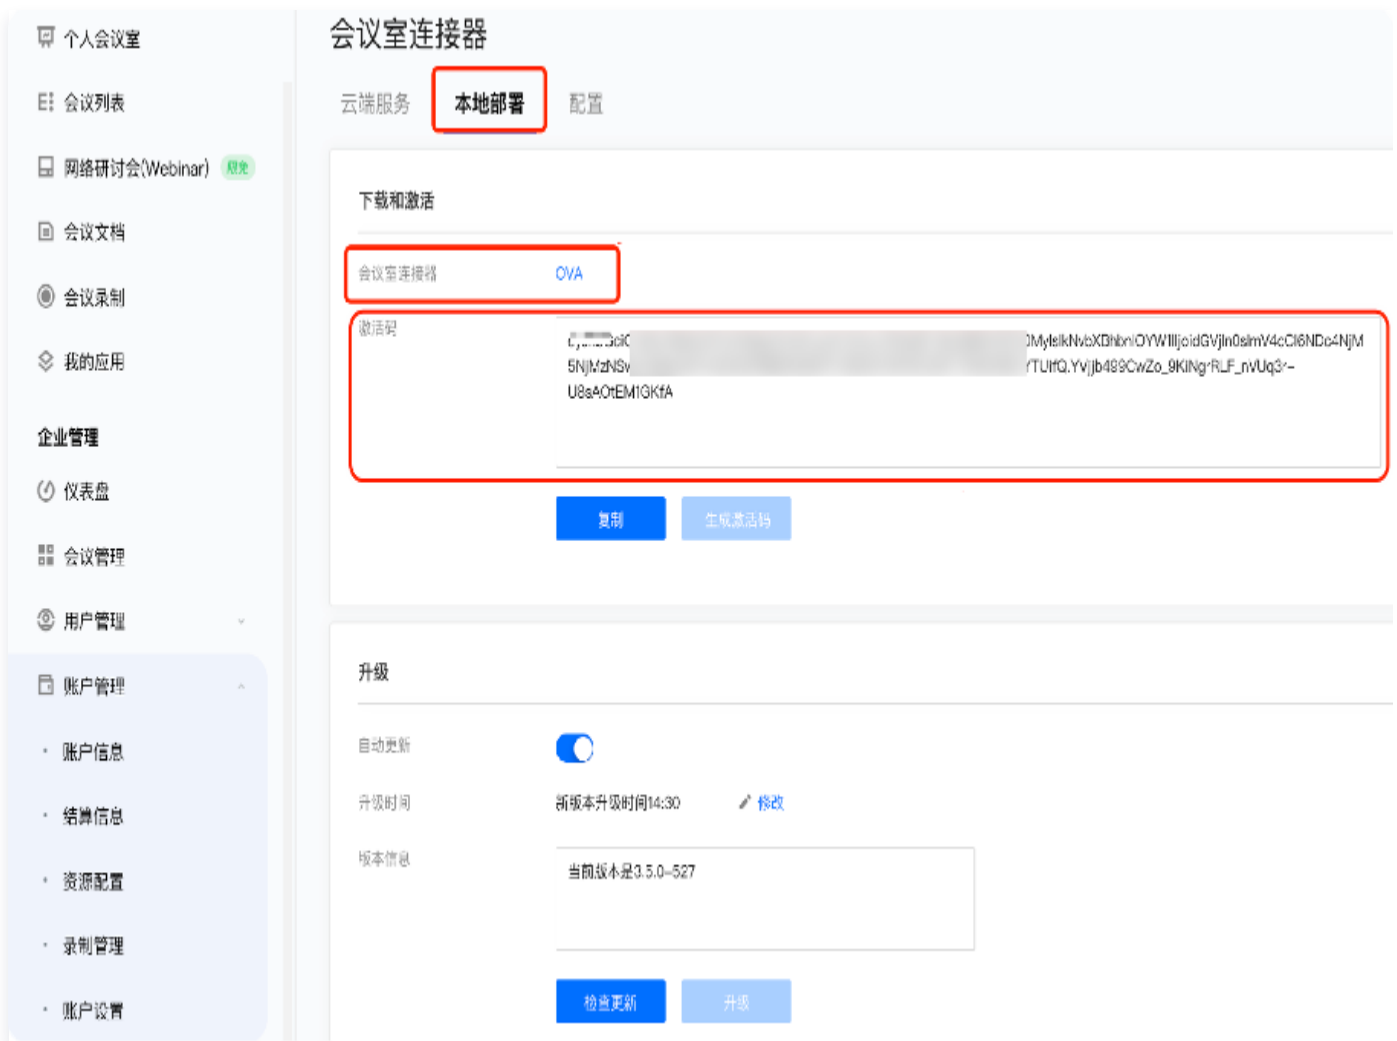 个人会议室
会议列表
网络研讨会(Webinar) 限免
会议文档
会议录制
我的应用
企业管理
仪表盘
会议管理
用户管理
账户管理
账户信息
结算信息
资源配置
录制管理
账户设置
会议室连接器
云端服务 本地部署 配置
下载和激活
会议室连接器 OVA
激活码
复制 生成激活码
升级
自动更新
升级时间 新版本升级时间14:30 修改
版本信息 当前版本是3.5.0-527
检查更新 升级